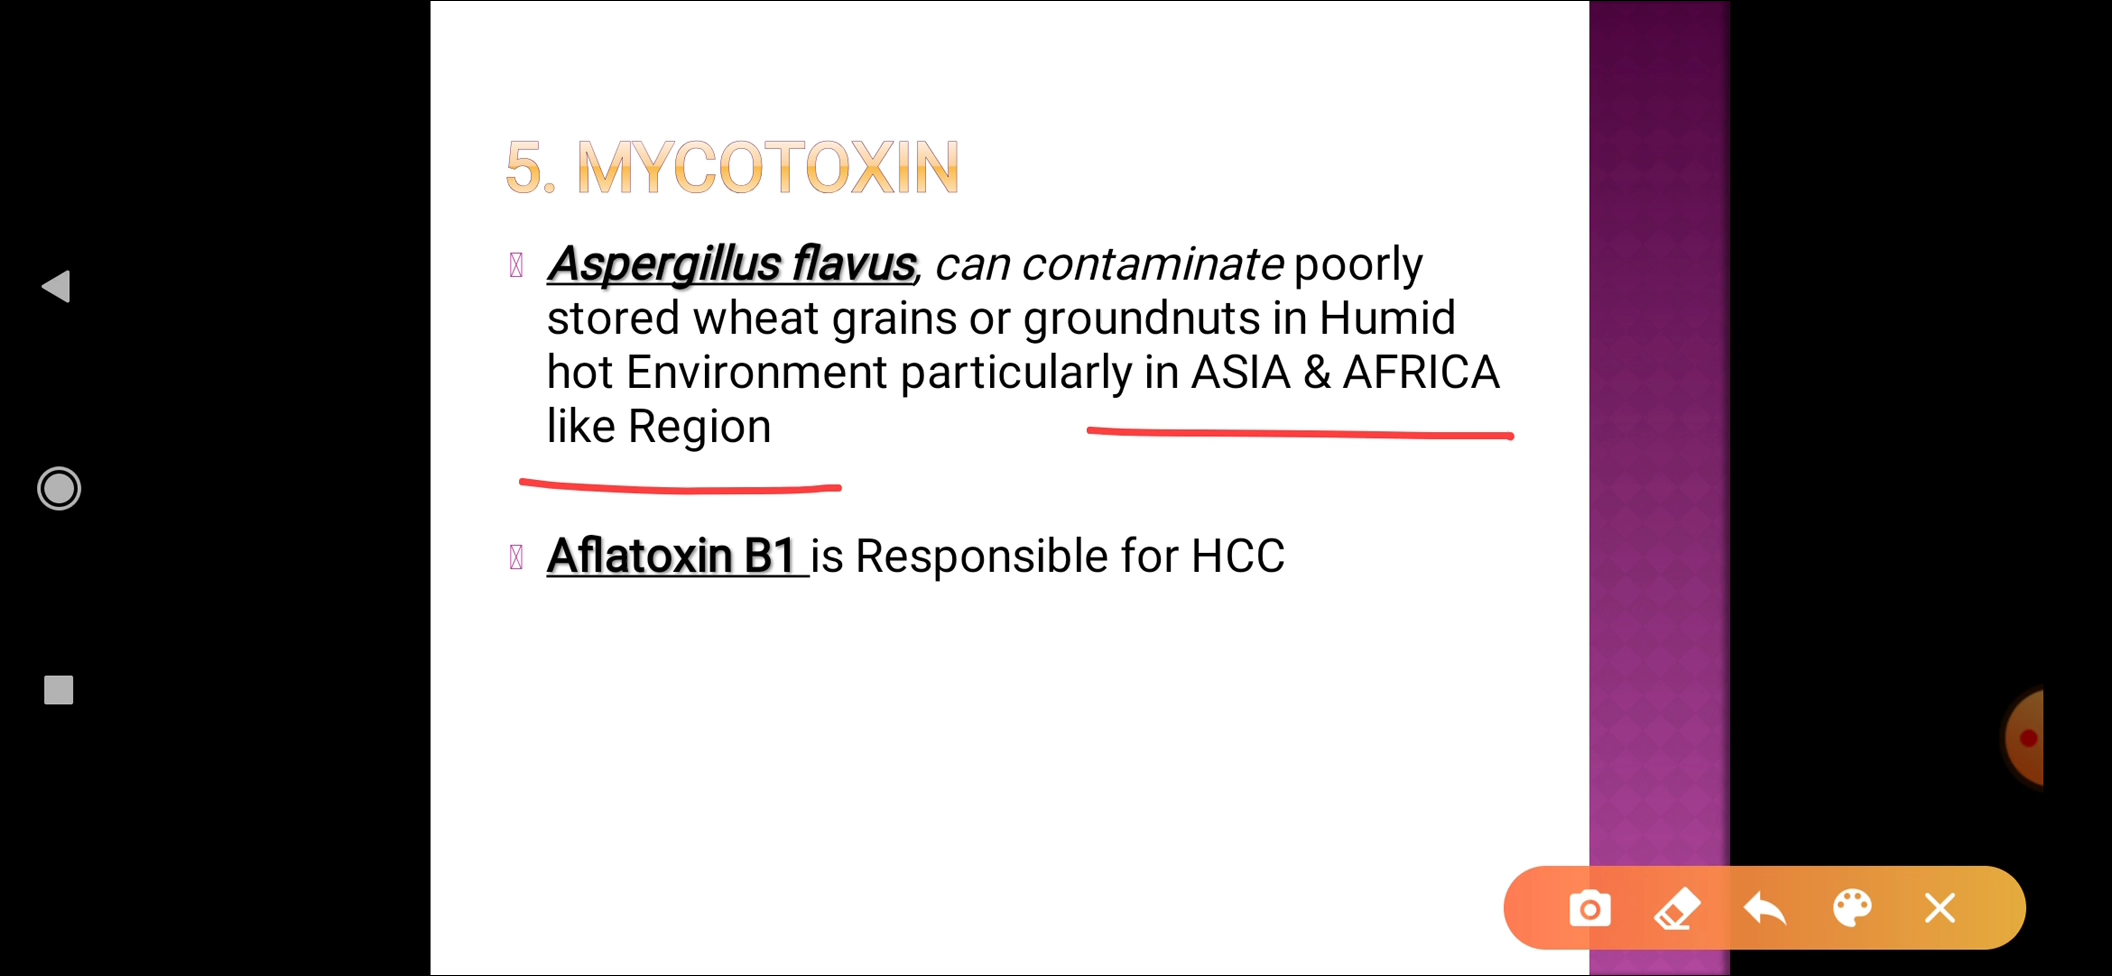 5. MYCOTOXIN
Aspergillus flavus, can contaminate poorly
stored wheat grains or groundnuts in Humid
hot Environment particularly in ASIA & AFRICA
like Region
Aflatoxin B1 is Responsible for HCC